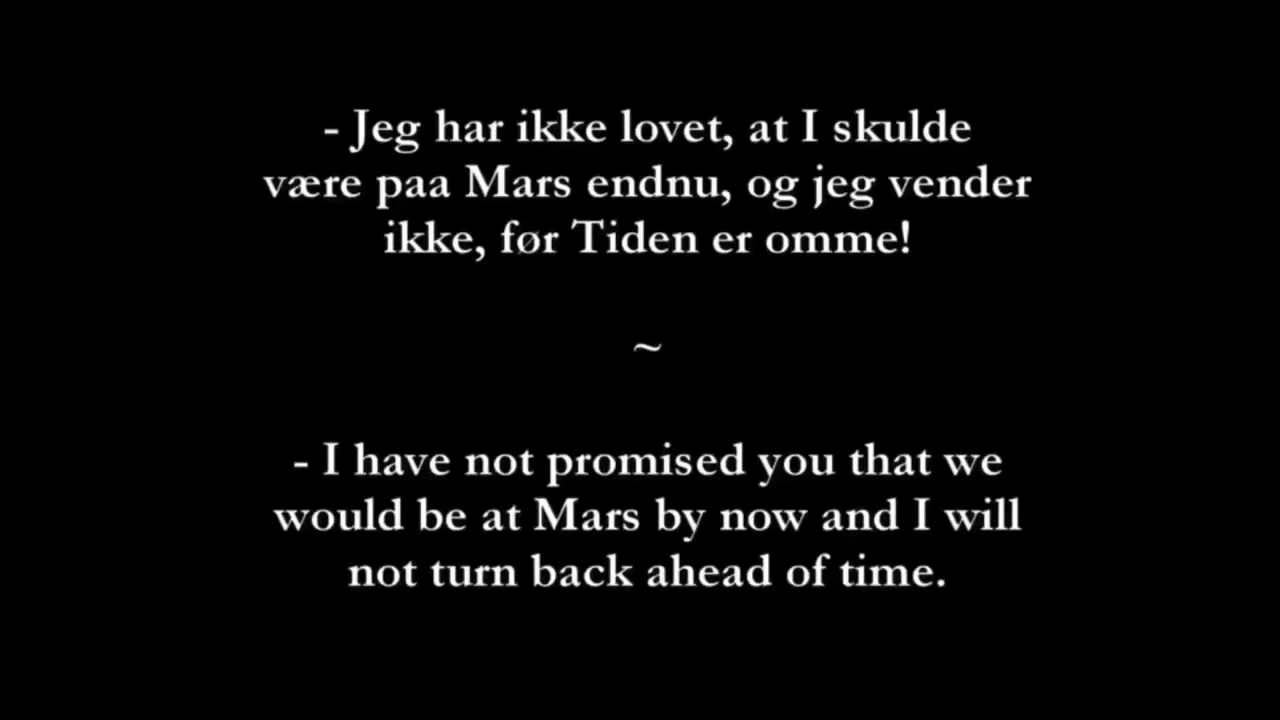 - Jeg har ikke lovet, at I skulde
være paa Mars endnu, og jeg vender
ikke, før Tiden er omme!
~
- I have not promised you that we
would be at Mars by now and I will
not turn back ahead of time.